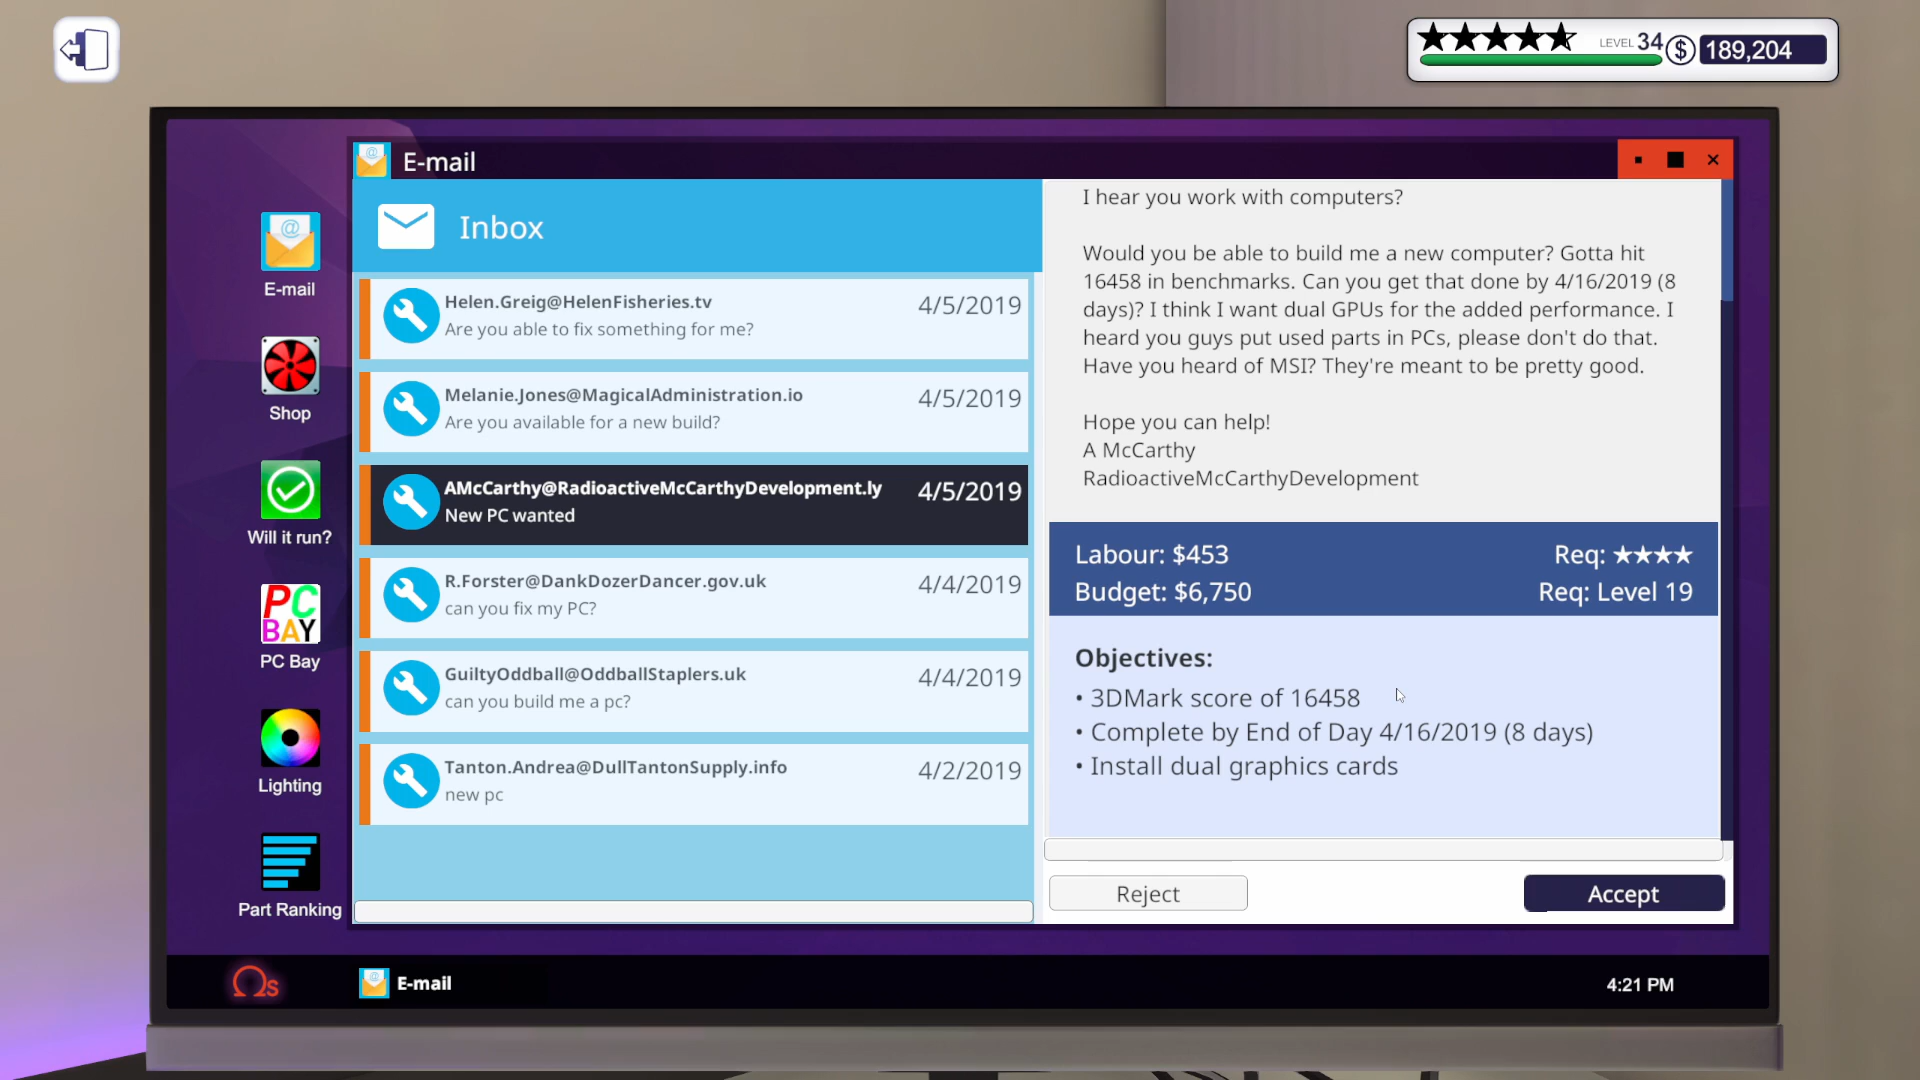 LEVEL 34 $ 189,204
E-mail
Inbox
Helen.Greig@HelenFisheries.tv 4/5/2019
Are you able to fix something for me?
Melanie.Jones@MagicalAdministration.io 4/5/2019
Are you available for a new build?
AMcCarthy@RadioactiveMcCarthyDevelopment.ly 4/5/2019
New PC wanted
R.Forster@DankDozerDancer.gov.uk 4/4/2019
can you fix my PC?
GuiltyOddball@OddballStaplers.uk 4/4/2019
can you build me a pc?
Tanton.Andrea@DullTantonSupply.info 4/2/2019
new pc
I hear you work with computers?
Would you be able to build me a new computer? Gotta hit
16458 in benchmarks. Can you get that done by 4/16/2019 (8
days)? I think I want dual GPUs for the added performance. I
heard you guys put used parts in PCs, please don't do that.
Have you heard of MSI? They're meant to be pretty good.
Hope you can help!
A McCarthy
RadioactiveMcCarthyDevelopment
Labour: $453 Req: ★★★★
Budget: $6,750 Req: Level 19
Objectives:
• 3DMark score of 16458
• Complete by End of Day 4/16/2019 (8 days)
• Install dual graphics cards
Reject
Accept
E-mail
Shop
Will it run?
PC
BAY
PC Bay
Lighting
Part Ranking
Ωs
E-mail
4:21 PM